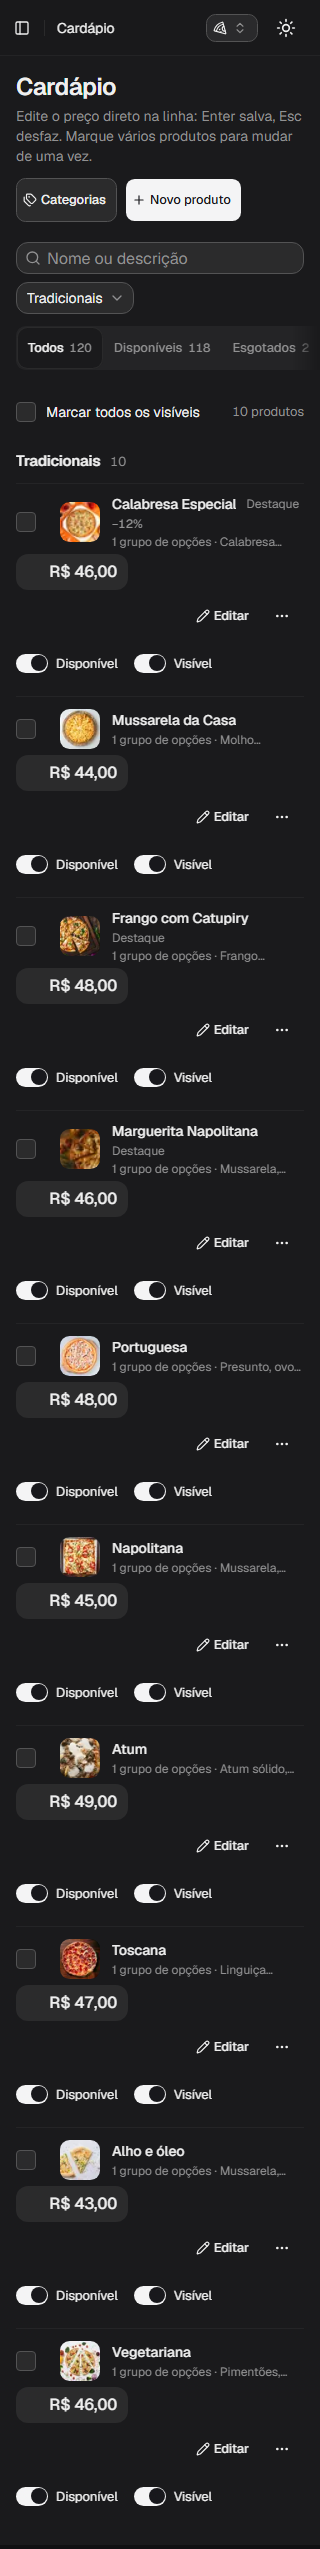 Cardápio
Cardápio
Edite o preço direto na linha: Enter salva, Esc
desfaz. Marque vários produtos para mudar
de uma vez.
Categorias
Novo produto
Nome ou descrição
Tradicionais
Todos 120 Disponíveis 118 Esgotados 2
Marcar todos os visíveis 10 produtos
Tradicionais 10
Calabresa Especial Destaque
−12%
1 grupo de opções · Calabresa...
R$ 46,00
Editar
Disponível Visível
Mussarela da Casa
1 grupo de opções · Molho...
R$ 44,00
Editar
Disponível Visível
Frango com Catupiry
Destaque
1 grupo de opções · Frango...
R$ 48,00
Editar
Disponível Visível
Marguerita Napolitana
Destaque
1 grupo de opções · Mussarela,...
R$ 46,00
Editar
Disponível Visível
Portuguesa
1 grupo de opções · Presunto, ovo...
R$ 48,00
Editar
Disponível Visível
Napolitana
1 grupo de opções · Mussarela,...
R$ 45,00
Editar
Disponível Visível
Atum
1 grupo de opções · Atum sólido,...
R$ 49,00
Editar
Disponível Visível
Toscana
1 grupo de opções · Linguiça...
R$ 47,00
Editar
Disponível Visível
Alho e óleo
1 grupo de opções · Mussarela,...
R$ 43,00
Editar
Disponível Visível
Vegetariana
1 grupo de opções · Pimentões,...
R$ 46,00
Editar
Disponível Visível